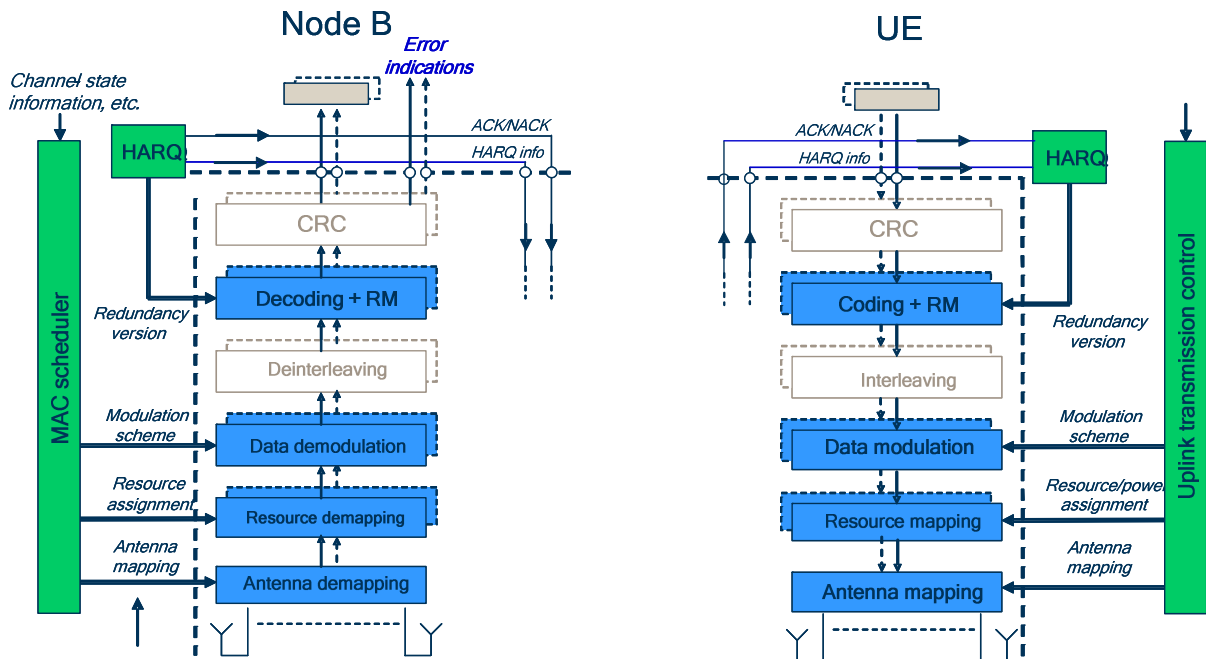 Node B
UE
Error
indications
Channel state
information, etc.
ACK/NACK
HARQ
HARQ info
CRC
Decoding + RM
Redundancy
version
Deinterleaving
MAC scheduler
Modulation
scheme
Data demodulation
Resource
assignment
Resource demapping
Antenna
mapping
Antenna demapping
ACK/NACK
HARQ info
HARQ
CRC
Coding + RM
Redundancy
version
Interleaving
Uplink transmission control
Data modulation
Modulation
scheme
Resource mapping
Resource/power
assignment
Antenna mapping
Antenna
mapping